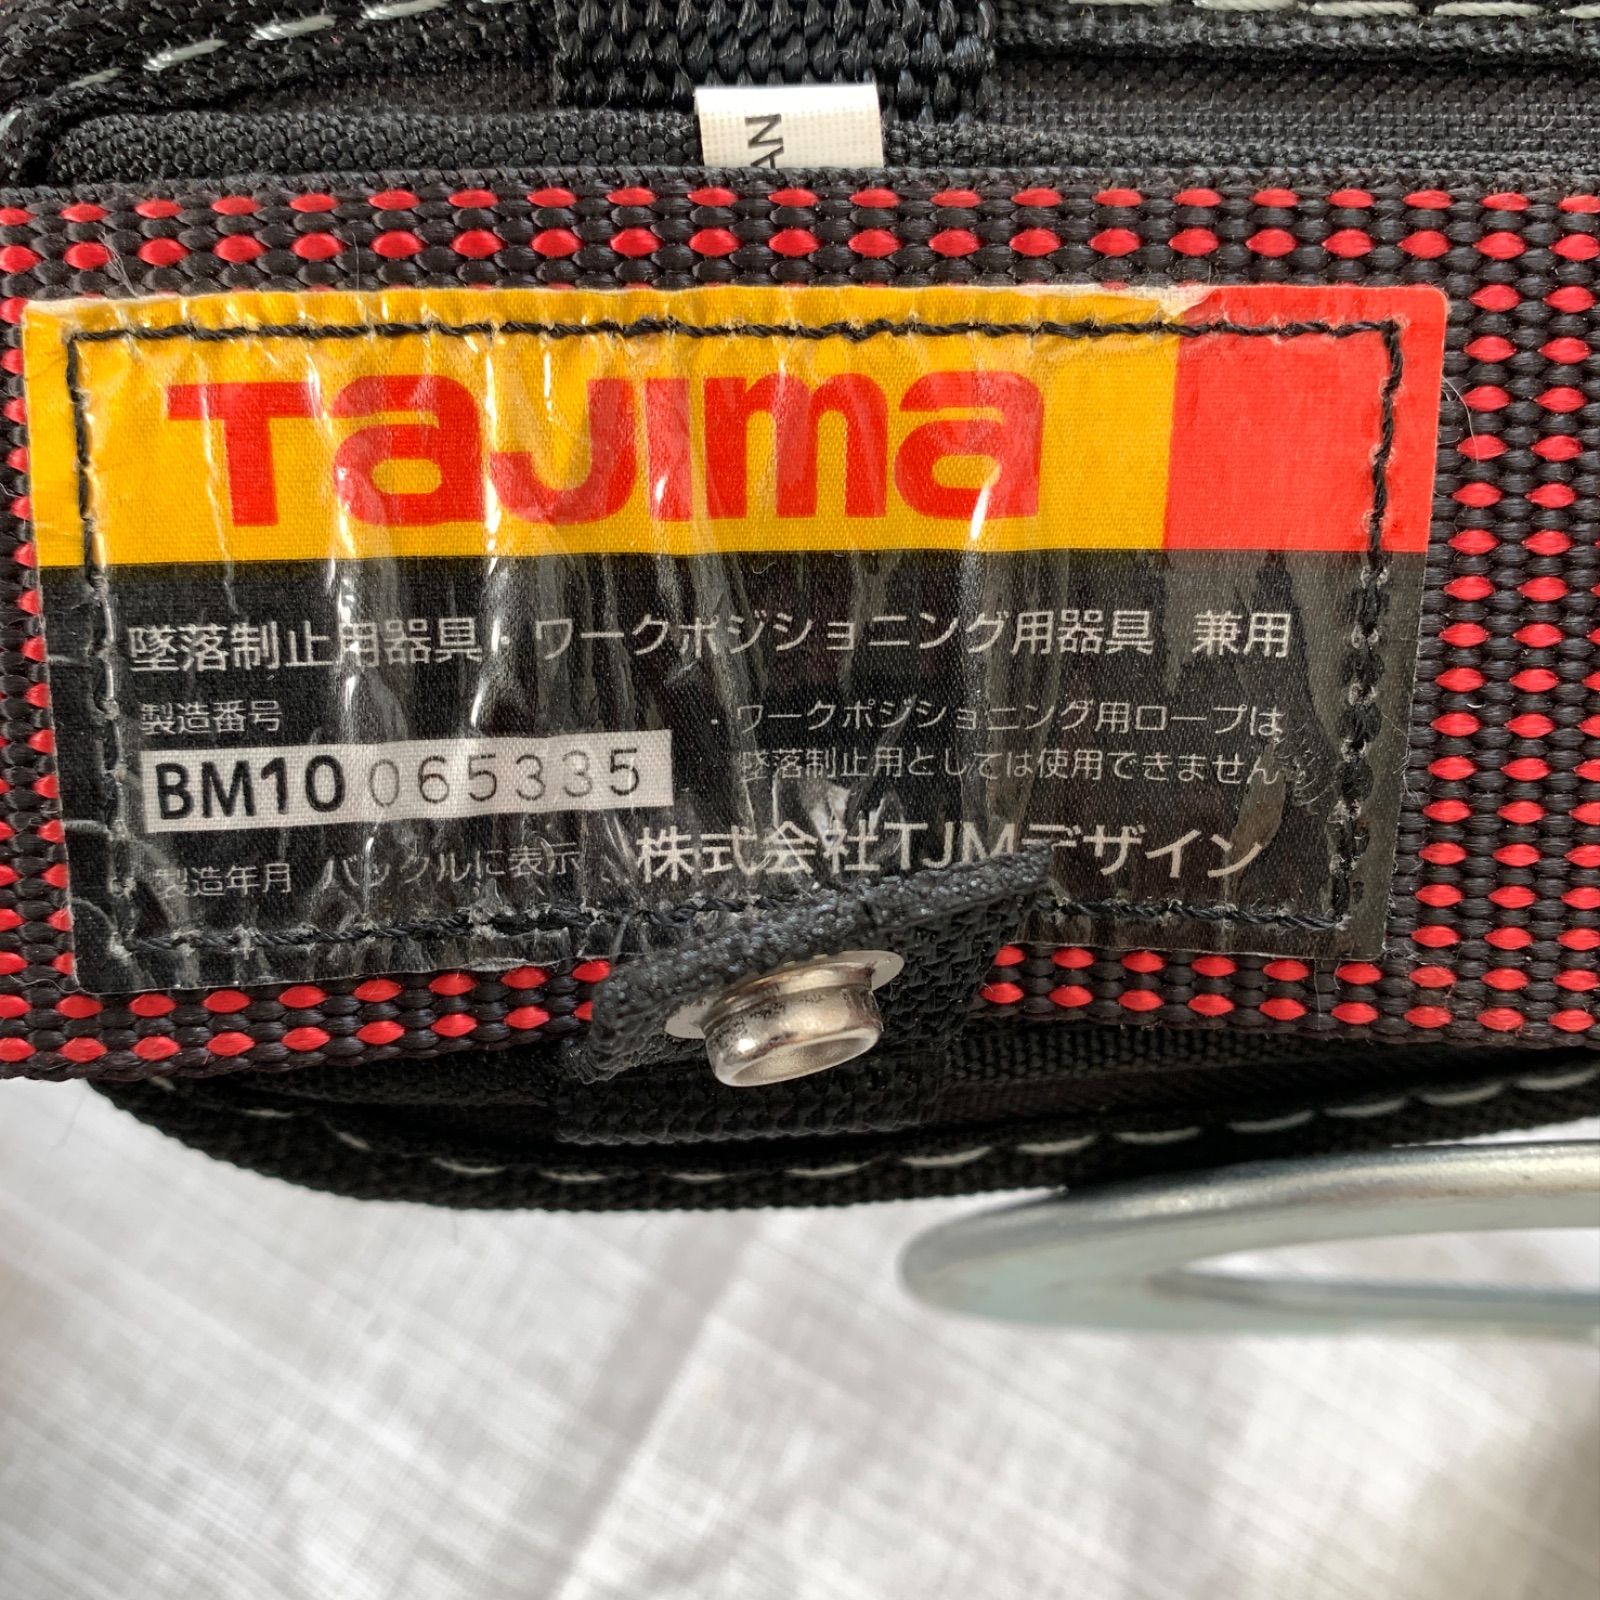 AN
TaJima
墜落制止用器具・ワークポジショニング用器具 兼用
製造番号
BM10 065335
・ワークポジショニング用ロープは
墜落制止用としては使用できません
製造年月 バックルに表示
株式会社TJMデザイン